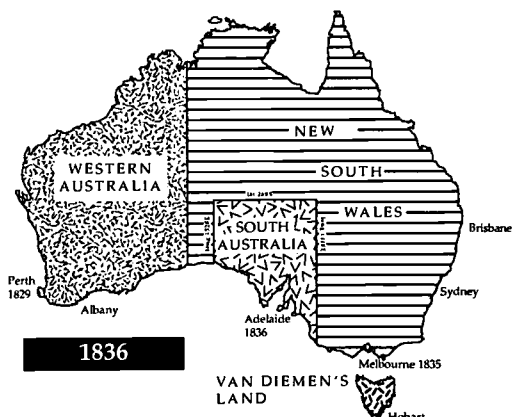 NEW
WESTERN
AUSTRALIA
SOUTH
WALES
SOUTH
AUSTRALIA
Brisbane
Perth
1829
Albany
Adelaide
1836
Sydney
1836
Melbourne 1835
VAN DIEMEN'S
LAND
Hobart